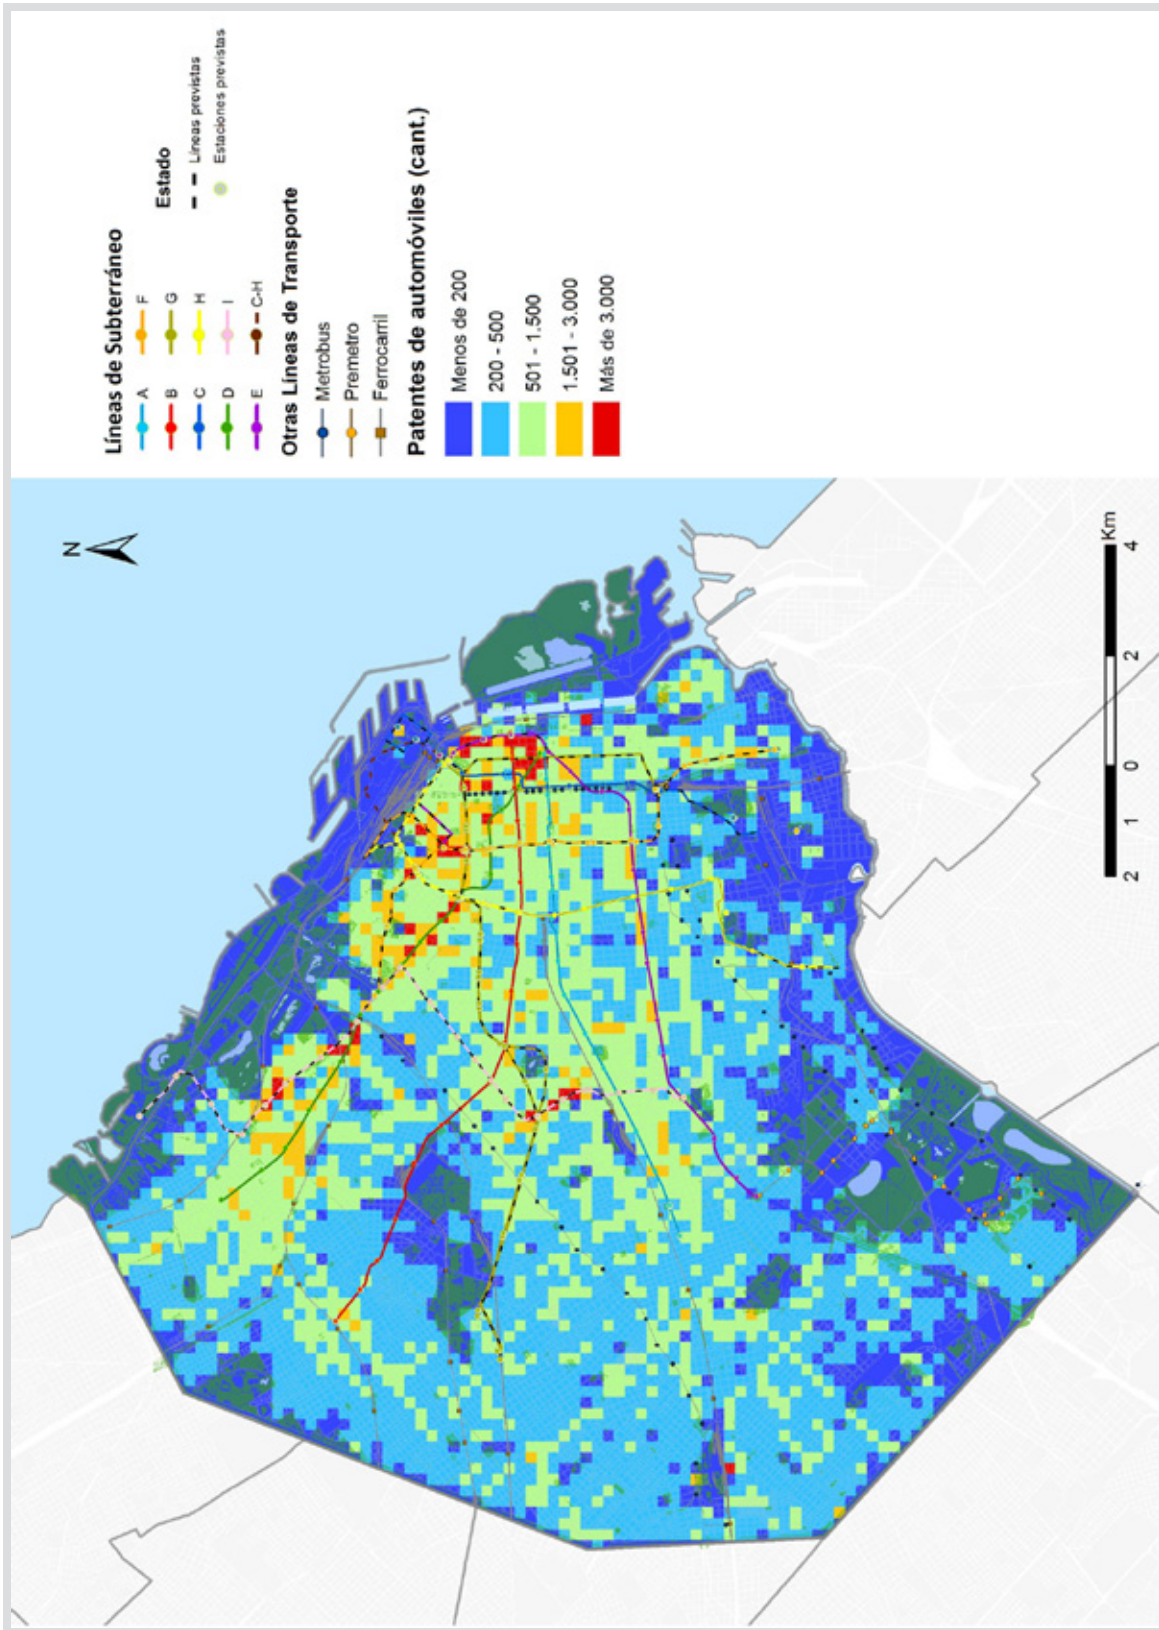 Líneas de Subterráneo
A
B
C
D
E
F
G
H
I
C-H
Estado
Líneas previstas
Estaciones previstas
Otras Líneas de Transporte
Metrobus
Premetro
Ferrocarril
Patentes de automóviles (cant.)
Menos de 200
200 - 500
501 - 1.500
1.501 - 3.000
Más de 3.000
N
2 1 0 2 4
Km